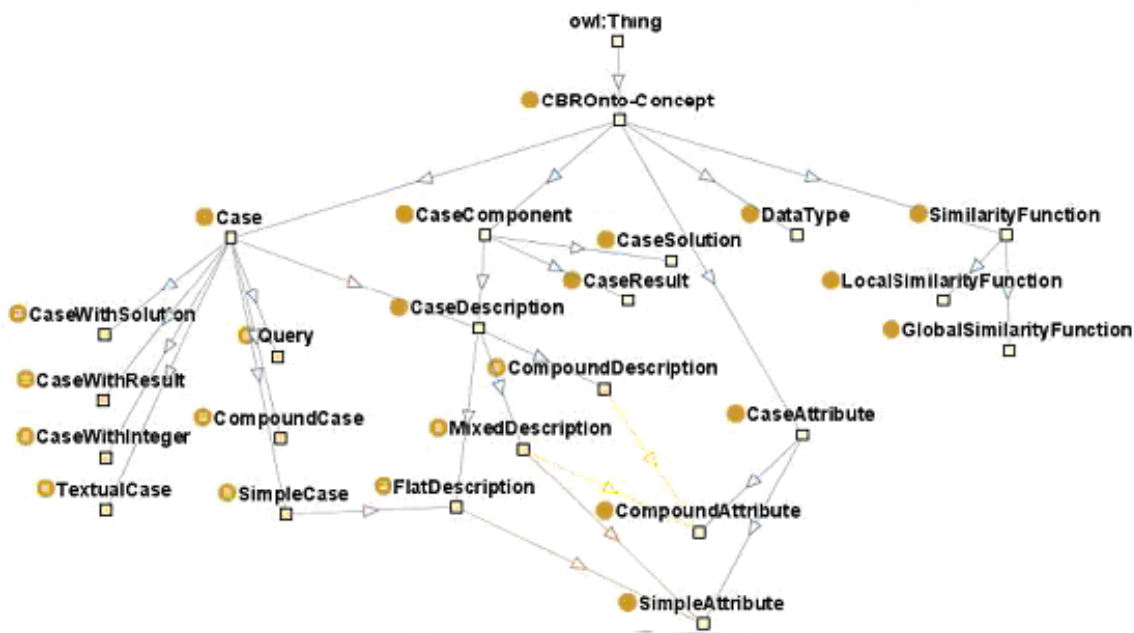 owl:Thing
CBROnto-Concept
Case
CaseComponent
DataType
SimilarityFunction
CaseSolution
CaseResult
LocalSimilarityFunction
CaseDescription
CaseWithSolution
Query
GlobalSimilarityFunction
CompoundDescription
CaseWithResult
CompoundCase
MixedDescription
CaseAttribute
CaseWithInteger
TextualCase
SimpleCase
FlatDescription
CompoundAttribute
SimpleAttribute